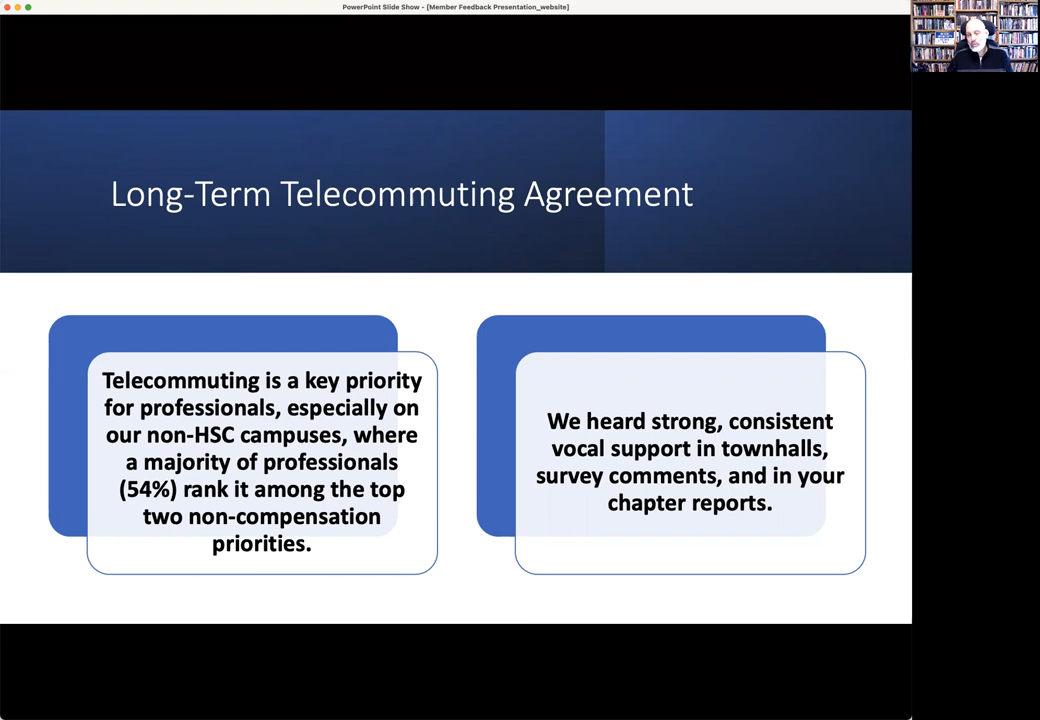 PowerPoint Slide Show - [Member Feedback Presentation_website]
Long-Term Telecommuting Agreement
Telecommuting is a key priority
for professionals, especially on
our non-HSC campuses, where
a majority of professionals
(54%) rank it among the top
two non-compensation
priorities.
We heard strong, consistent
vocal support in townhalls,
survey comments, and in your
chapter reports.